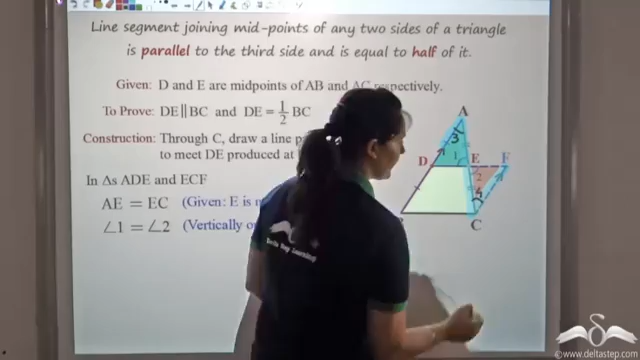 Line segment joining mid-points of any two sides of a triangle
is parallel to the third side and is equal to half of it.
Given: D and E are midpoints of AB and AC respectively.
To Prove: DE∥BC and DE = 1/2 BC
Construction: Through C, draw a line
to meet DE produced at
In Δs ADE and ECF
AE = EC (Given: E is
∠1 = ∠2 (Vertically
A
3
D
1
E
F
2
4
C
Delta Step Learning
©www.deltastep.com